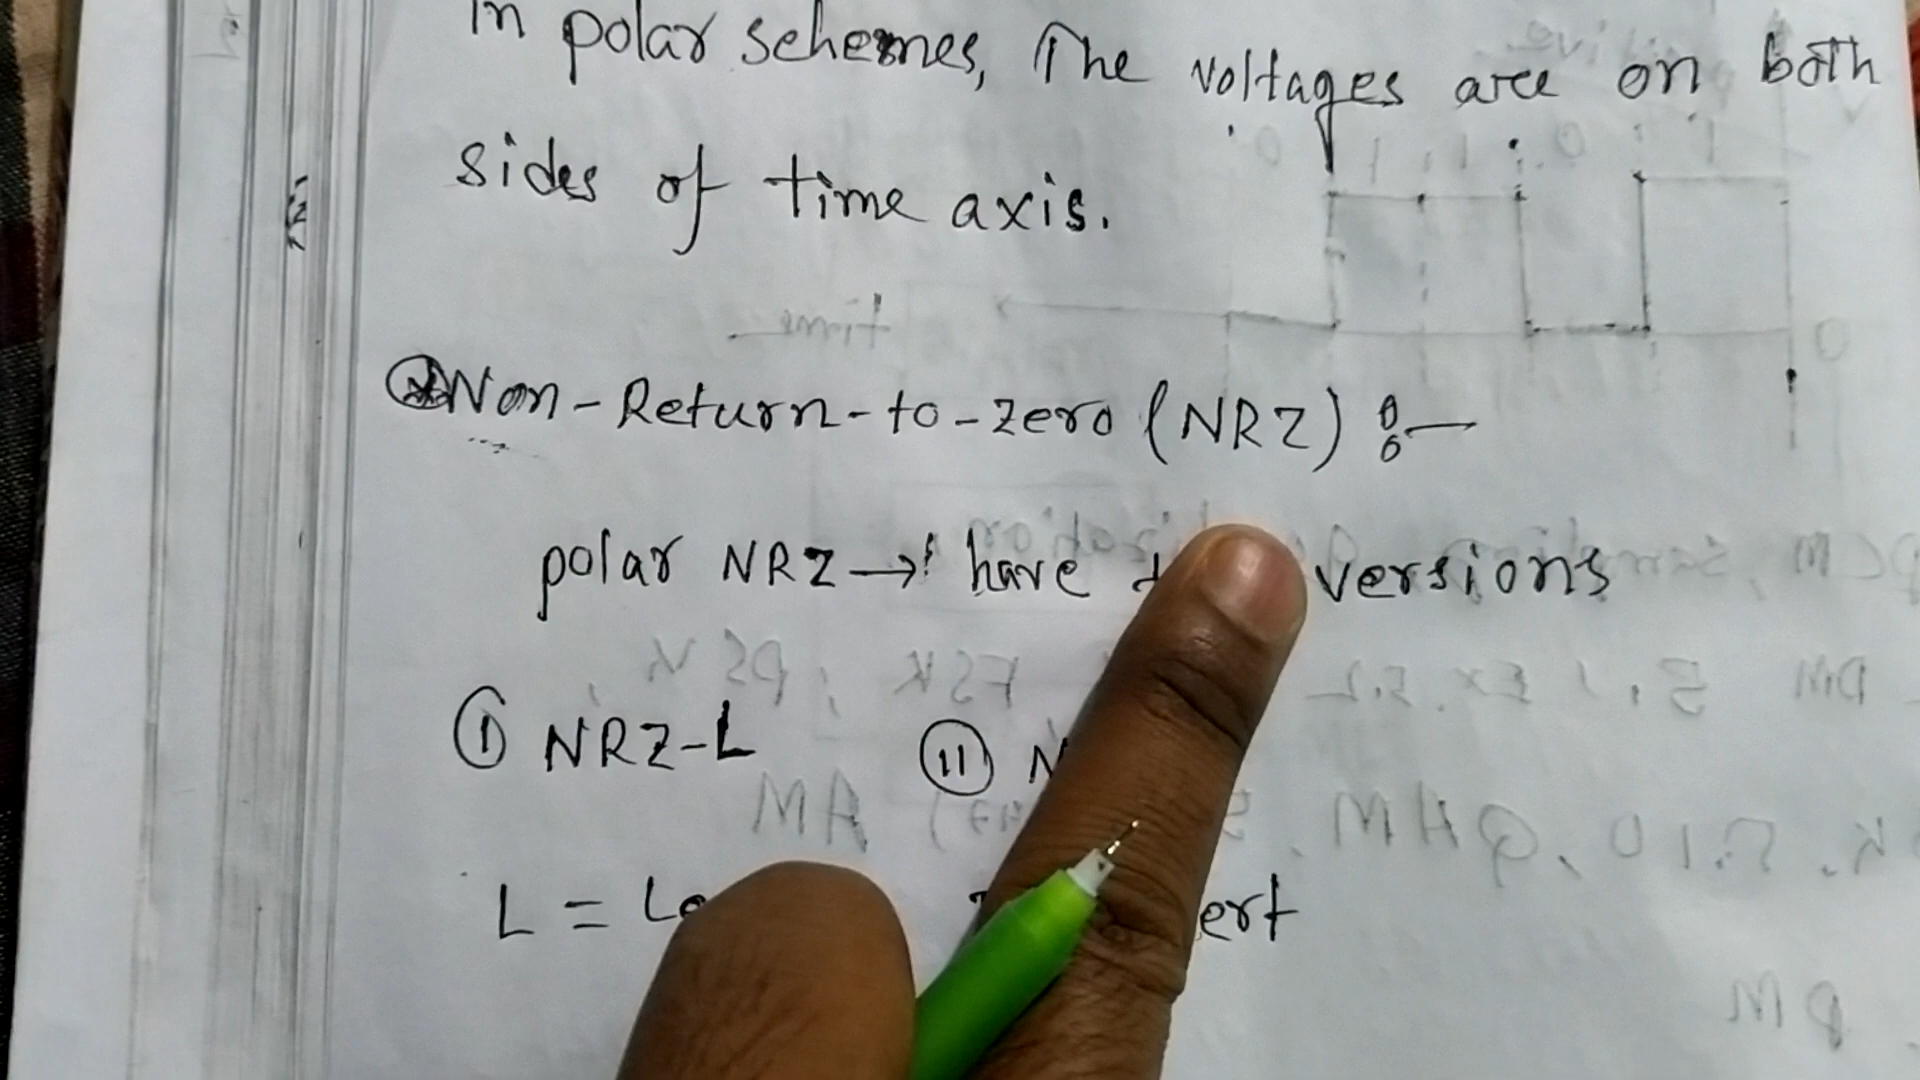 In polar schemes, The voltages are on both
sides of time axis.
Non-Return-to-zero (NRZ) :-
polar NRZ → have versions
(i) NRZ-L (ii) N
L = Le ert